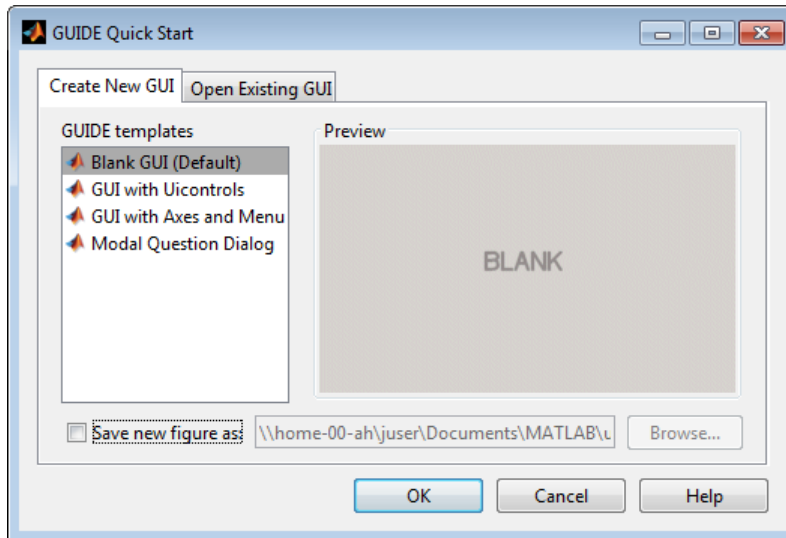 GUIDE Quick Start
Create New GUI
Open Existing GUI
GUIDE templates
Preview
Blank GUI (Default)
GUI with Uicontrols
GUI with Axes and Menu
Modal Question Dialog
BLANK
Save new figure as:
\\home-00-ah\juser\Documents\MATLAB\
Browse...
OK
Cancel
Help